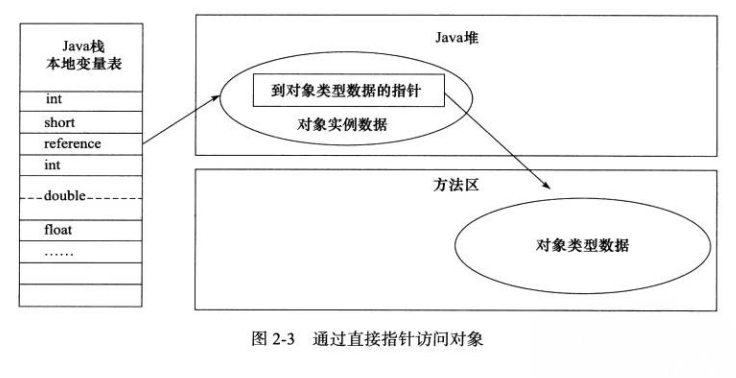 Java栈
本地变量表
int
short
reference
int
double
float
……
Java堆
到对象类型数据的指针
对象实例数据
方法区
对象类型数据
图 2-3 通过直接指针访问对象